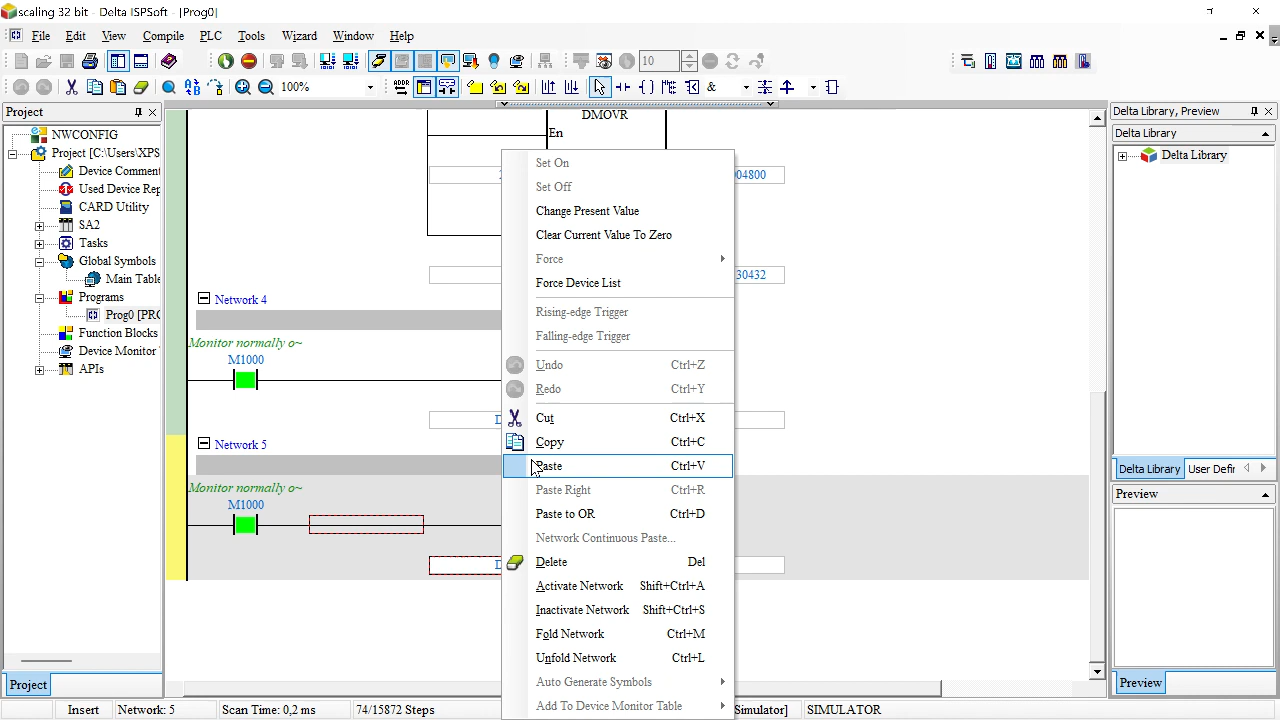 scaling 32 bit - Delta ISPSoft - [Prog0]
File Edit View Compile PLC Tools Wizard Window Help
10
100%
&
Project
NWCONFIG
Project [C:\Users\XPS
Device Comment
Used Device Rep
CARD Utility
SA2
Tasks
Global Symbols
Main Table
Programs
Prog0 [PRG
Function Blocks
Device Monitor
APIs
Project
DMOVR
En
04800
30432
Network 4
Monitor normally o~
M1000
D
Network 5
Monitor normally o~
M1000
D
Set On
Set Off
Change Present Value
Clear Current Value To Zero
Force
Force Device List
Rising-edge Trigger
Falling-edge Trigger
Undo Ctrl+Z
Redo Ctrl+Y
Cut Ctrl+X
Copy Ctrl+C
Paste Ctrl+V
Paste Right Ctrl+R
Paste to OR Ctrl+D
Network Continuous Paste...
Delete Del
Activate Network Shift+Ctrl+A
Inactivate Network Shift+Ctrl+S
Fold Network Ctrl+M
Unfold Network Ctrl+L
Auto Generate Symbols
Add To Device Monitor Table
Delta Library, Preview
Delta Library
Delta Library
Delta Library User Defir
Preview
Preview
Insert Network: 5 Scan Time: 0,2 ms 74/15872 Steps Simulator] SIMULATOR